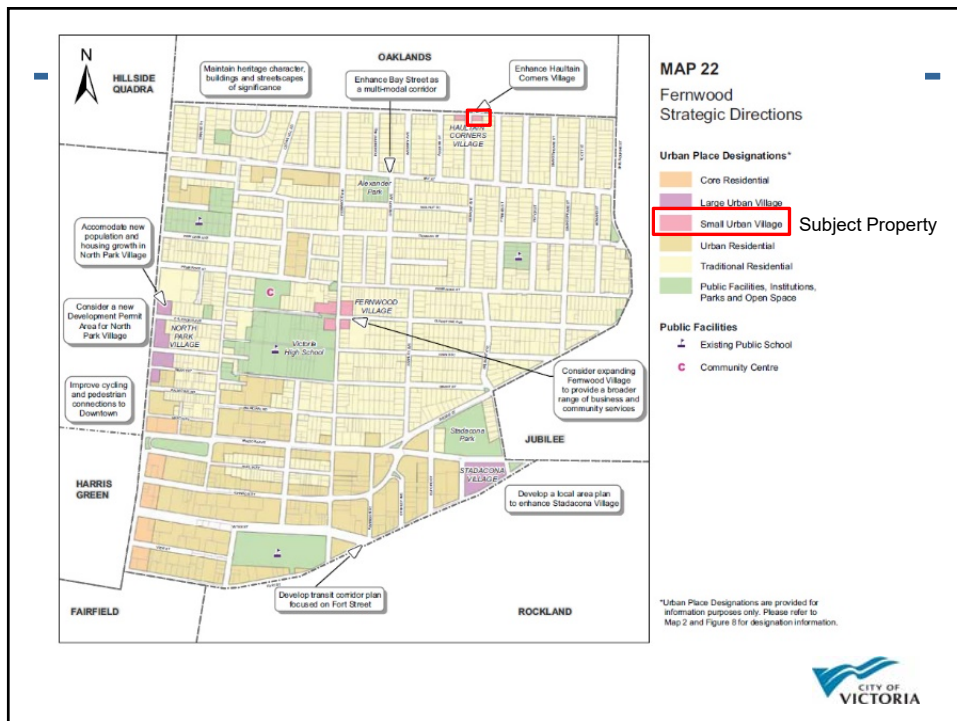 N
HILLSIDE
QUADRA
OAKLANDS
Maintain heritage character,
buildings and streetscapes
of significance
Enhance Bay Street as
a multi-modal corridor
Enhance Haultain
Corners Village
HAULTAIN
CORNERS
VILLAGE
Alexander
Park
Accomodate new
population and
housing growth in
North Park Village
Consider a new
Development Permit
Area for North
Park Village
C
FERNWOOD
VILLAGE
NORTH
PARK
VILLAGE
Victoria
High School
Improve cycling
and pedestrian
connections to
Downtown
Consider expanding
Fernwood Village
to provide a broader
range of business and
community services
Stadacona
Park
JUBILEE
STADACONA
VILLAGE
HARRIS
GREEN
Develop a local area plan
to enhance Stadacona Village
Develop transit corridor plan
focused on Fort Street
FAIRFIELD
ROCKLAND
MAP 22
Fernwood
Strategic Directions
Urban Place Designations*
Core Residential
Large Urban Village
Small Urban Village
Subject Property
Urban Residential
Traditional Residential
Public Facilities, Institutions,
Parks and Open Space
Public Facilities
Existing Public School
C Community Centre
*Urban Place Designations are provided for
information purposes only. Please refer to
Map 2 and Figure 8 for designation information.
CITY OF
VICTORIA